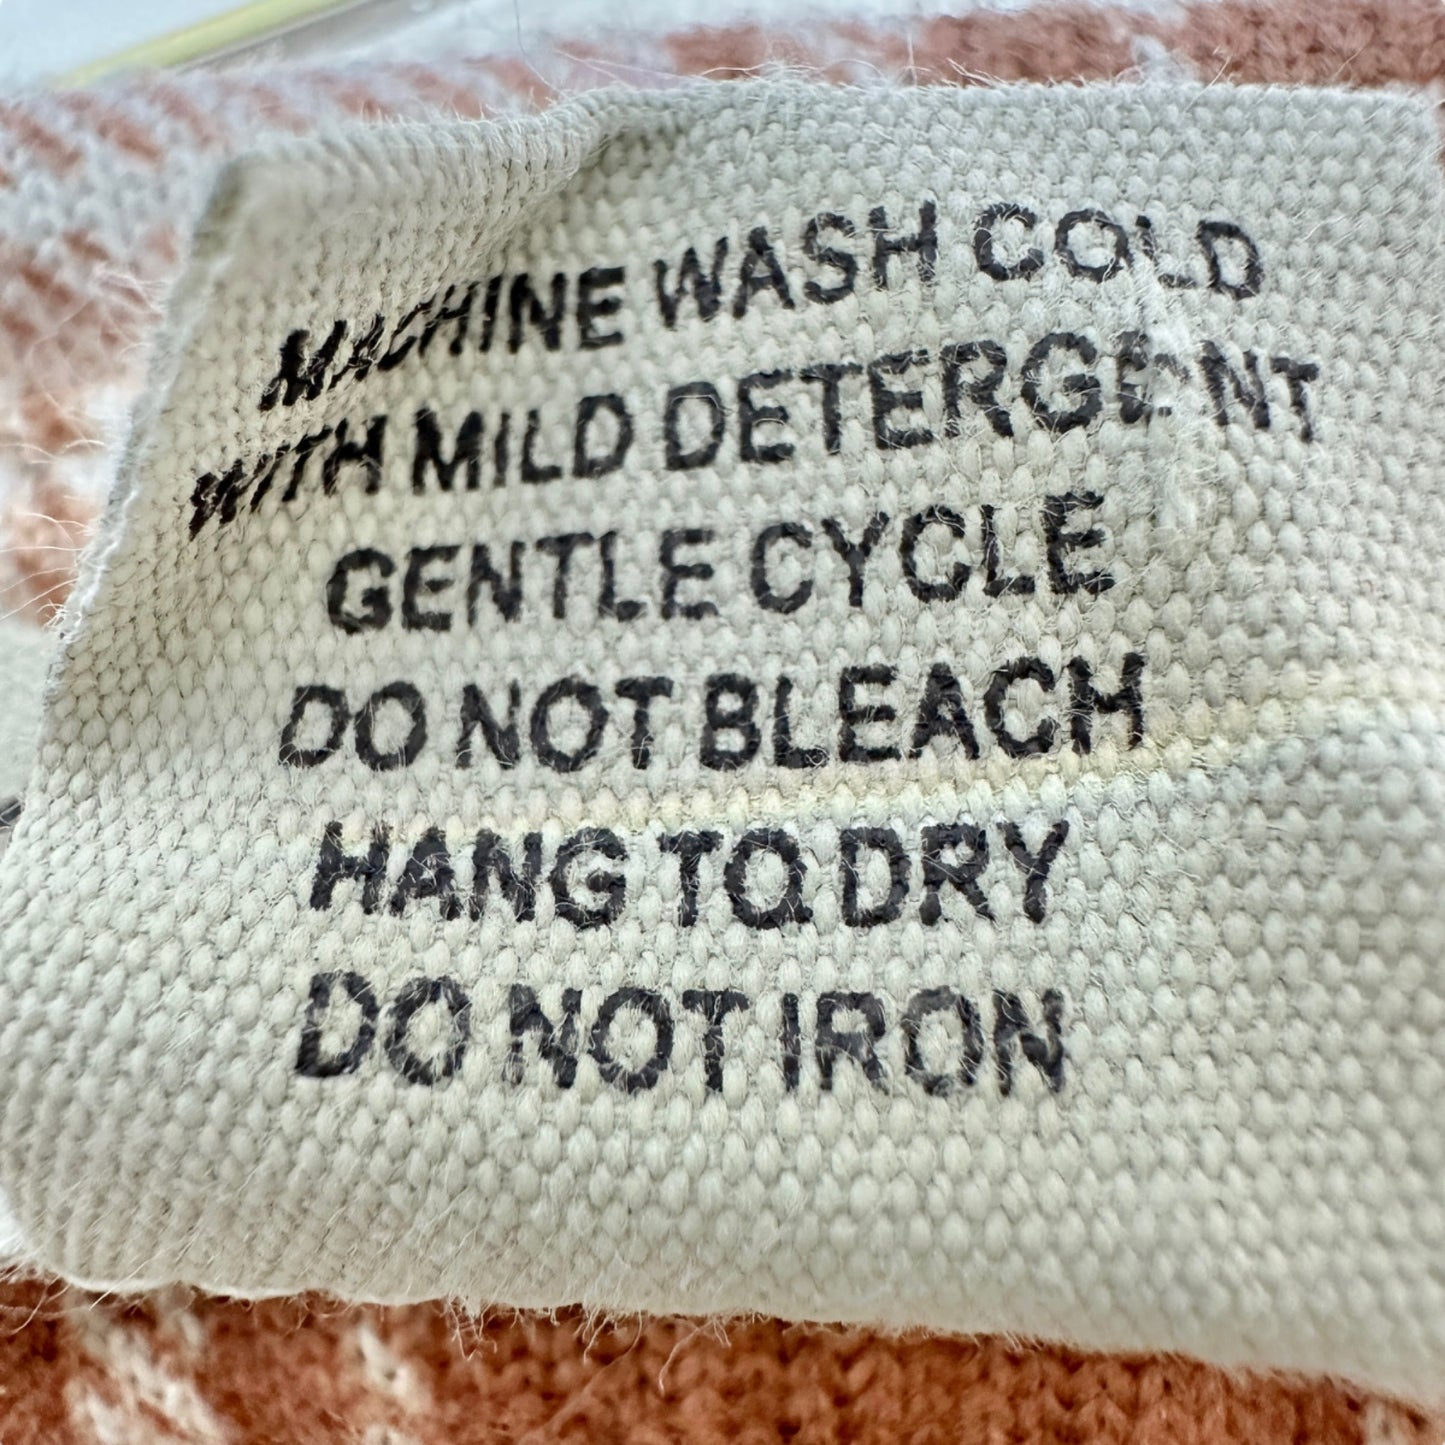 MACHINE WASH COLD
WITH MILD DETERGENT
GENTLE CYCLE
DO NOT BLEACH
HANG TO DRY
DO NOT IRON